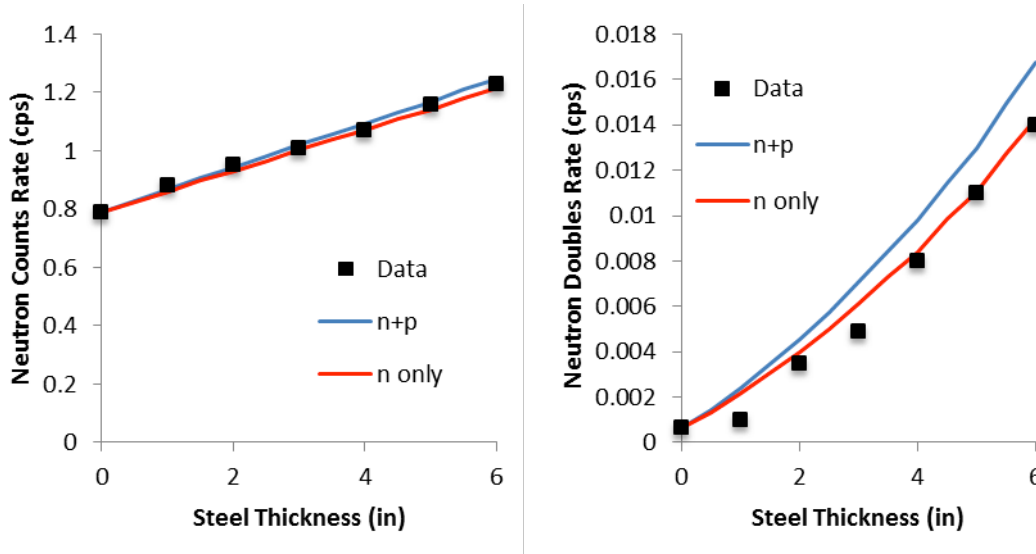 Neutron Counts Rate (cps)
1.4
1.2
1
0.8
0.6
0.4
0.2
0
Data
n+p
n only
0 2 4 6
Steel Thickness (in)
Neutron Doubles Rate (cps)
0.018
0.016
0.014
0.012
0.01
0.008
0.006
0.004
0.002
0
Data
n+p
n only
0 2 4 6
Steel Thickness (in)